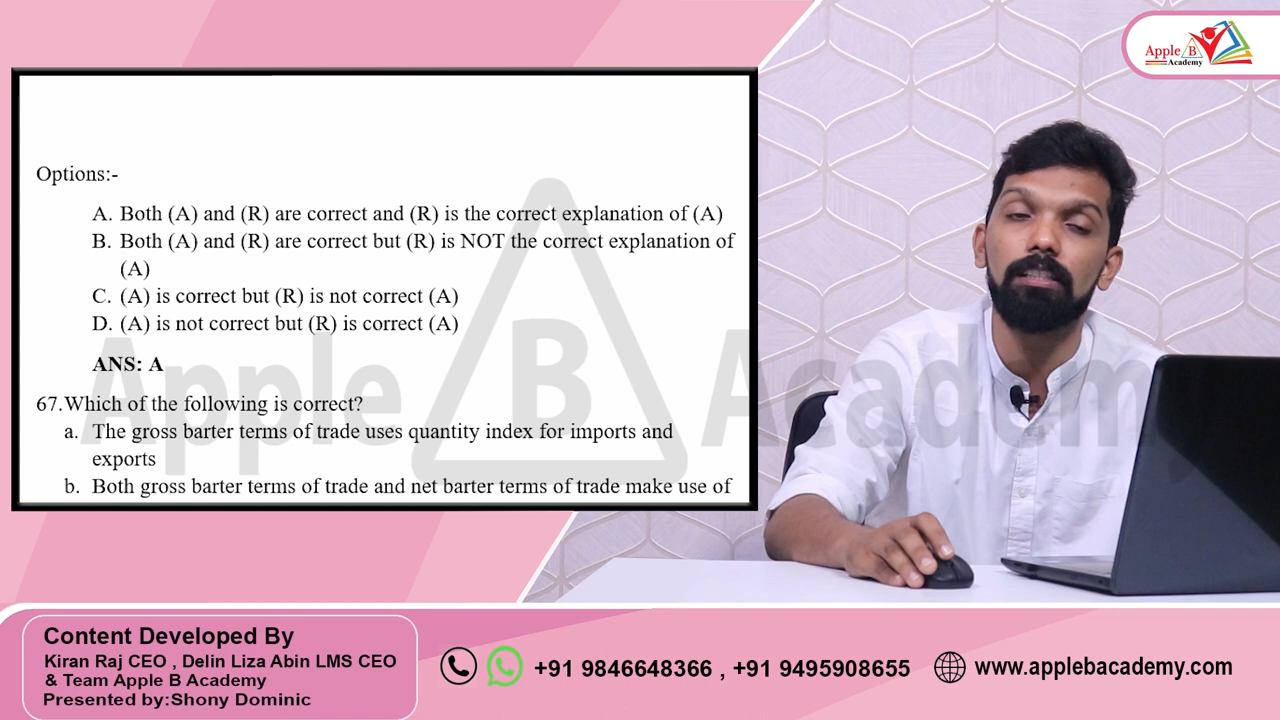 Apple B
Academy
Options:-
A. Both (A) and (R) are correct and (R) is the correct explanation of (A)
B. Both (A) and (R) are correct but (R) is NOT the correct explanation of
(A)
C. (A) is correct but (R) is not correct (A)
D. (A) is not correct but (R) is correct (A)
ANS: A
67.Which of the following is correct?
a. The gross barter terms of trade uses quantity index for imports and
exports
b. Both gross barter terms of trade and net barter terms of trade make use of
Apple B Academy
Content Developed By
Kiran Raj CEO , Delin Liza Abin LMS CEO
& Team Apple B Academy
Presented by:Shony Dominic
+91 9846648366 , +91 9495908655
www.applebacademy.com